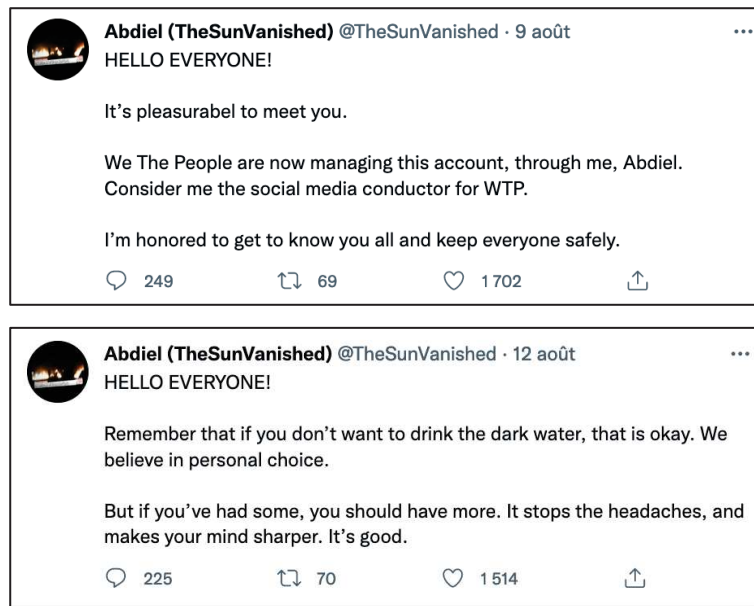 Abdiel (TheSunVanished) @TheSunVanished · 9 août
HELLO EVERYONE!
It’s pleasurabel to meet you.
We The People are now managing this account, through me, Abdiel.
Consider me the social media conductor for WTP.
I’m honored to get to know you all and keep everyone safely.
249 69 1 702
Abdiel (TheSunVanished) @TheSunVanished · 12 août
HELLO EVERYONE!
Remember that if you don’t want to drink the dark water, that is okay. We
believe in personal choice.
But if you’ve had some, you should have more. It stops the headaches, and
makes your mind sharper. It’s good.
225 70 1 514